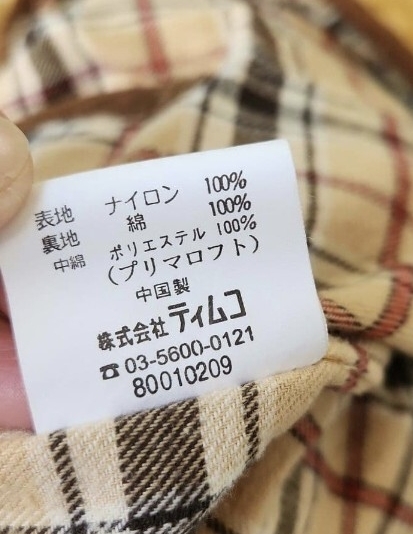 表地 ナイロン 100%
裏地 綿 100%
中綿 ポリエステル 100%
(プリマロフト)
中国製
株式会社ティムコ
☎03-5600-0121
80010209